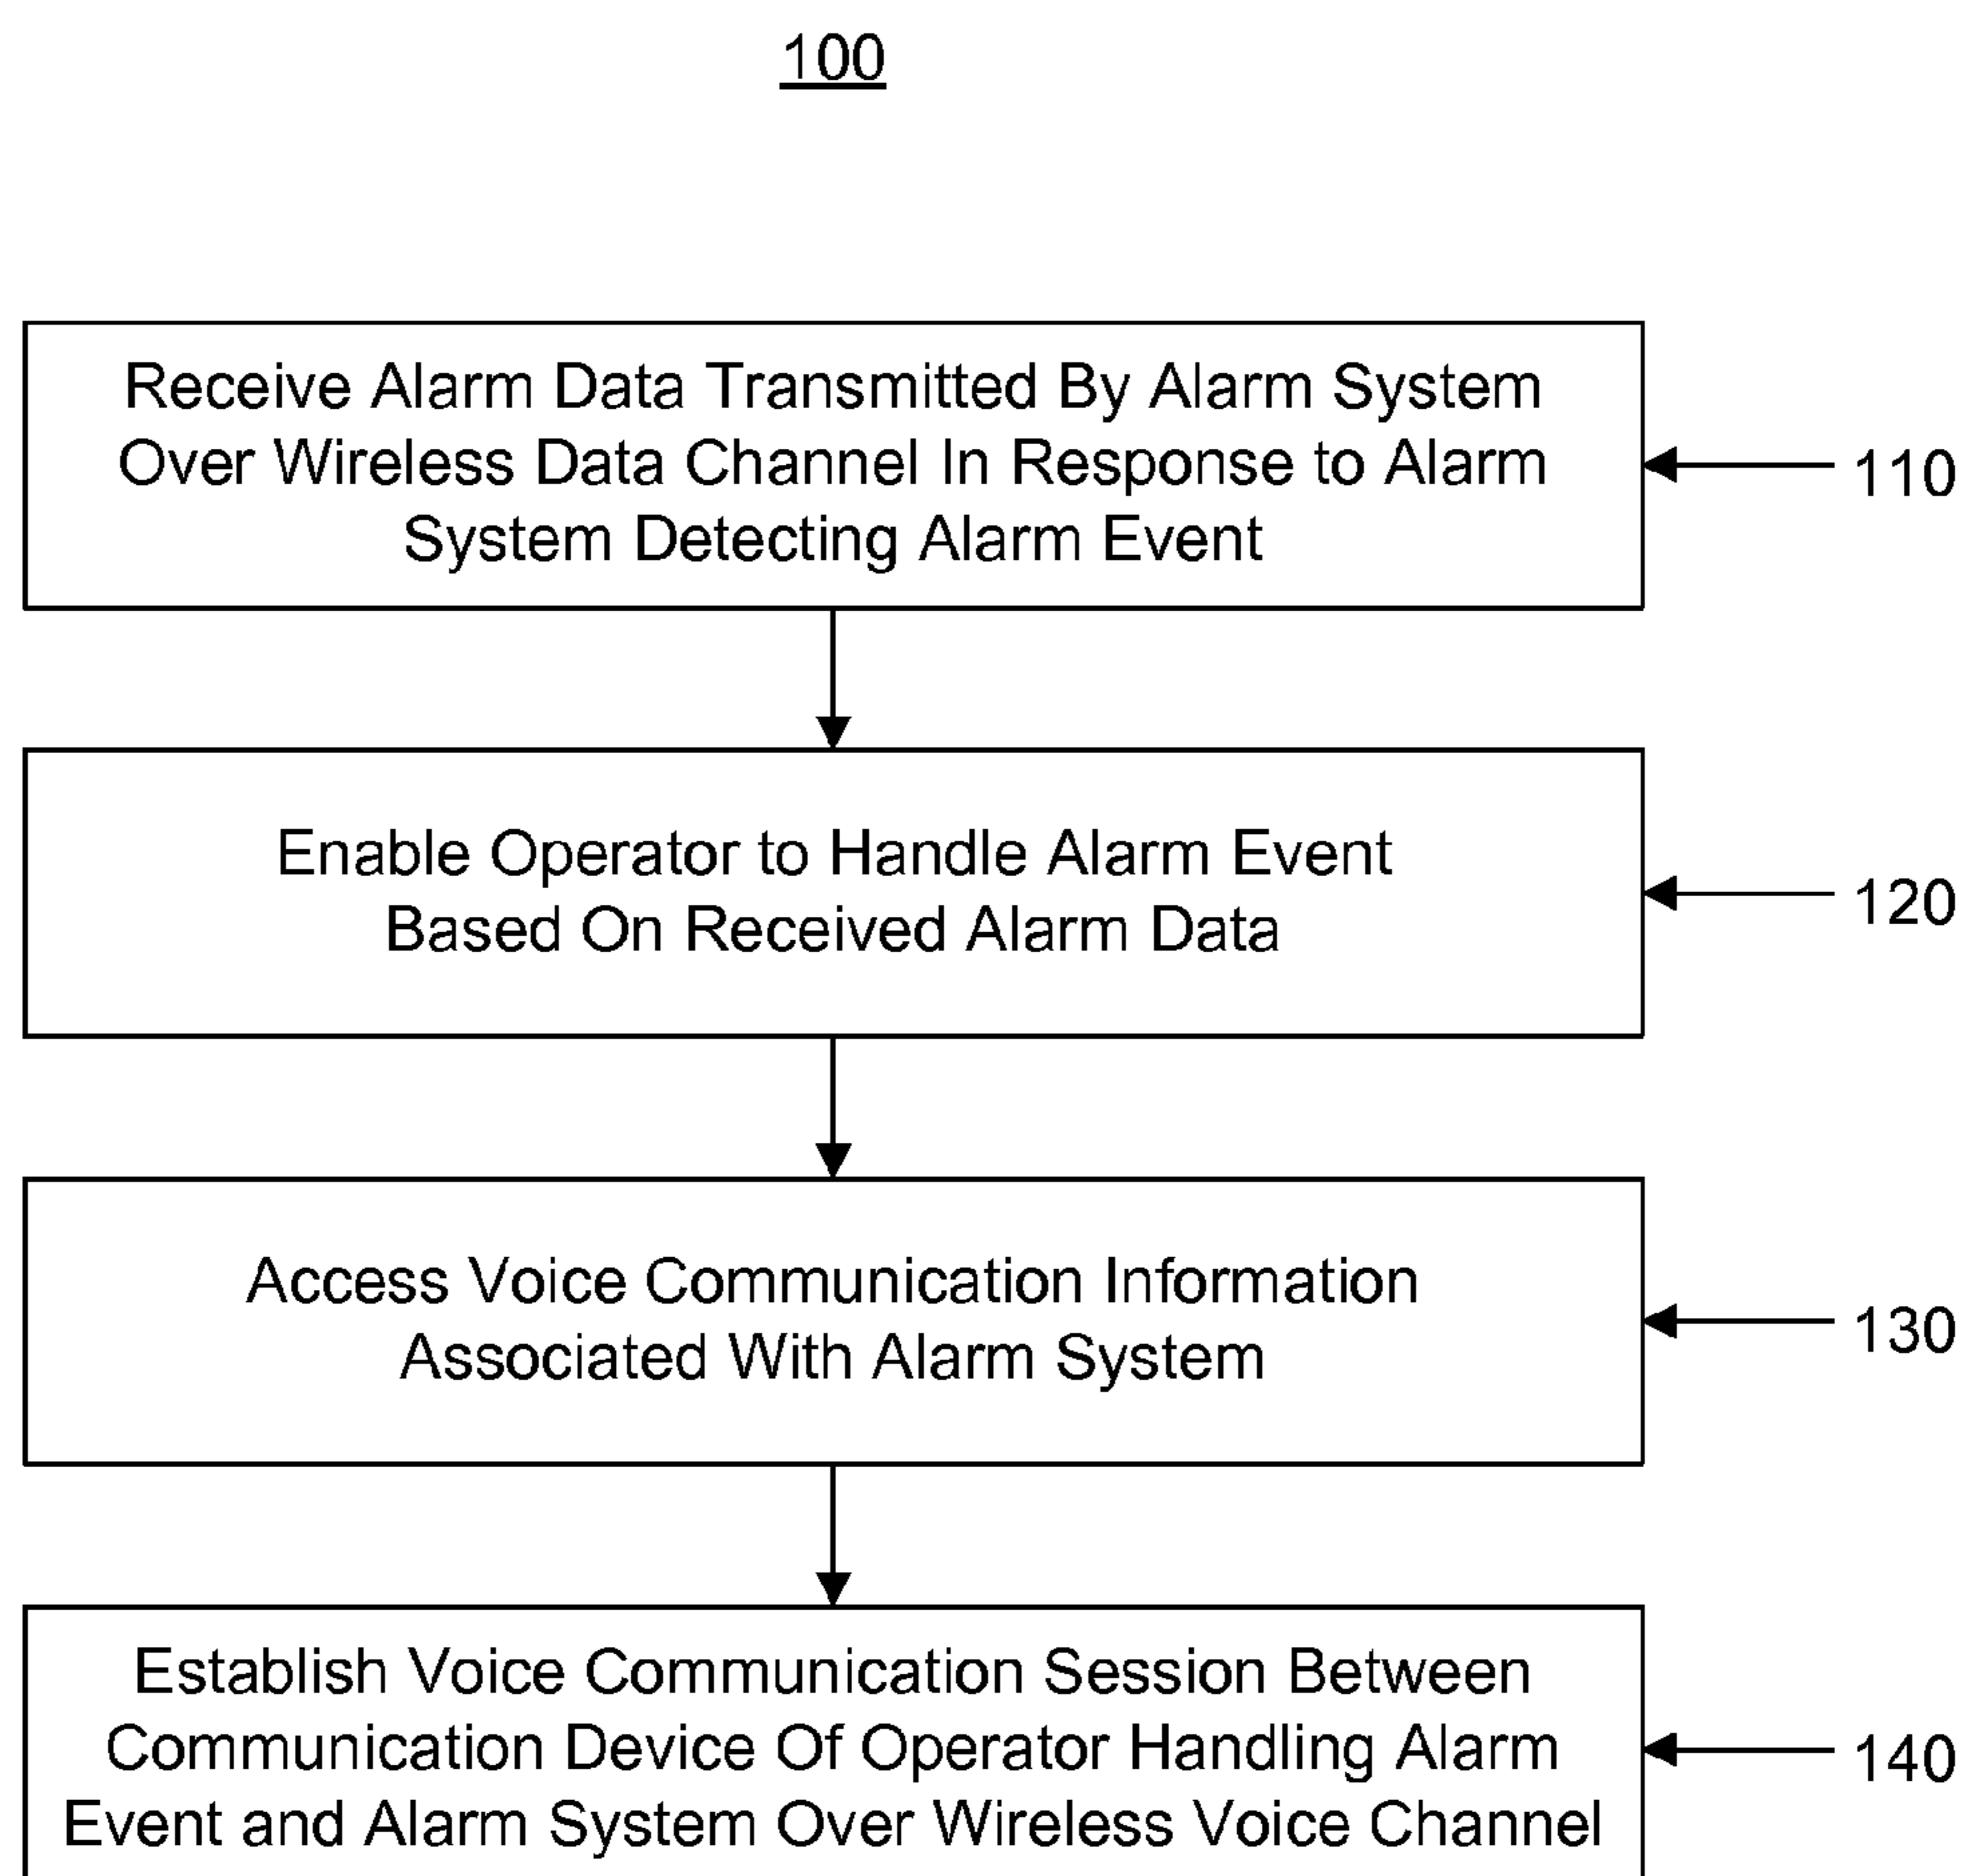 100
Receive Alarm Data Transmitted By Alarm System
Over Wireless Data Channel In Response to Alarm
System Detecting Alarm Event
110
Enable Operator to Handle Alarm Event
Based On Received Alarm Data
120
Access Voice Communication Information
Associated With Alarm System
130
Establish Voice Communication Session Between
Communication Device Of Operator Handling Alarm
Event and Alarm System Over Wireless Voice Channel
140